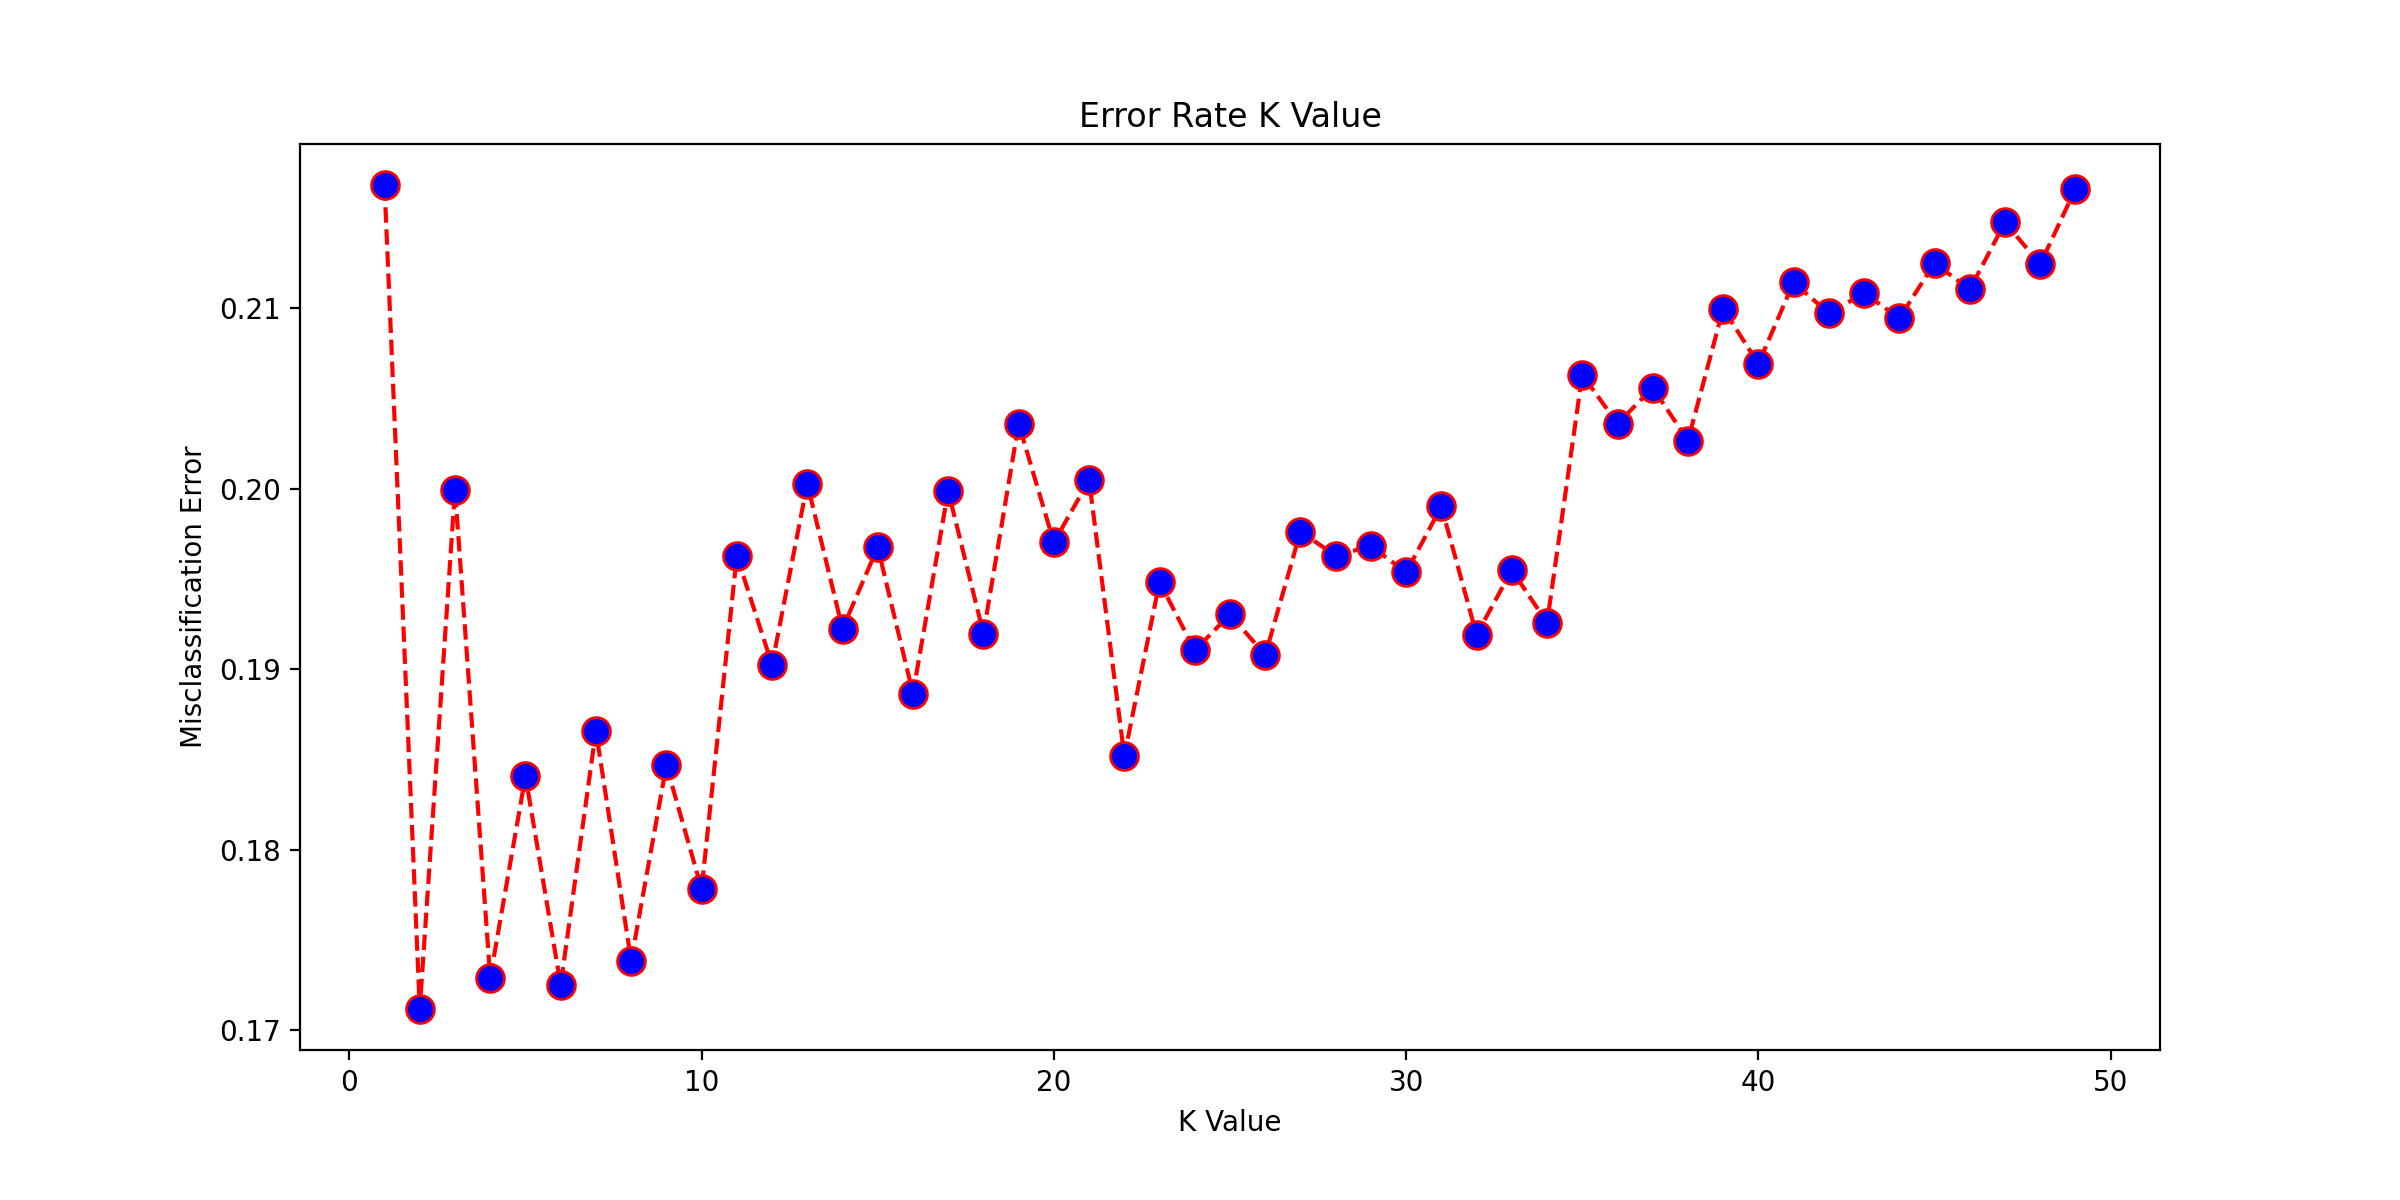 Error Rate K Value
Misclassification Error
0.21
0.20
0.19
0.18
0.17
0 10 20 30 40 50
K Value